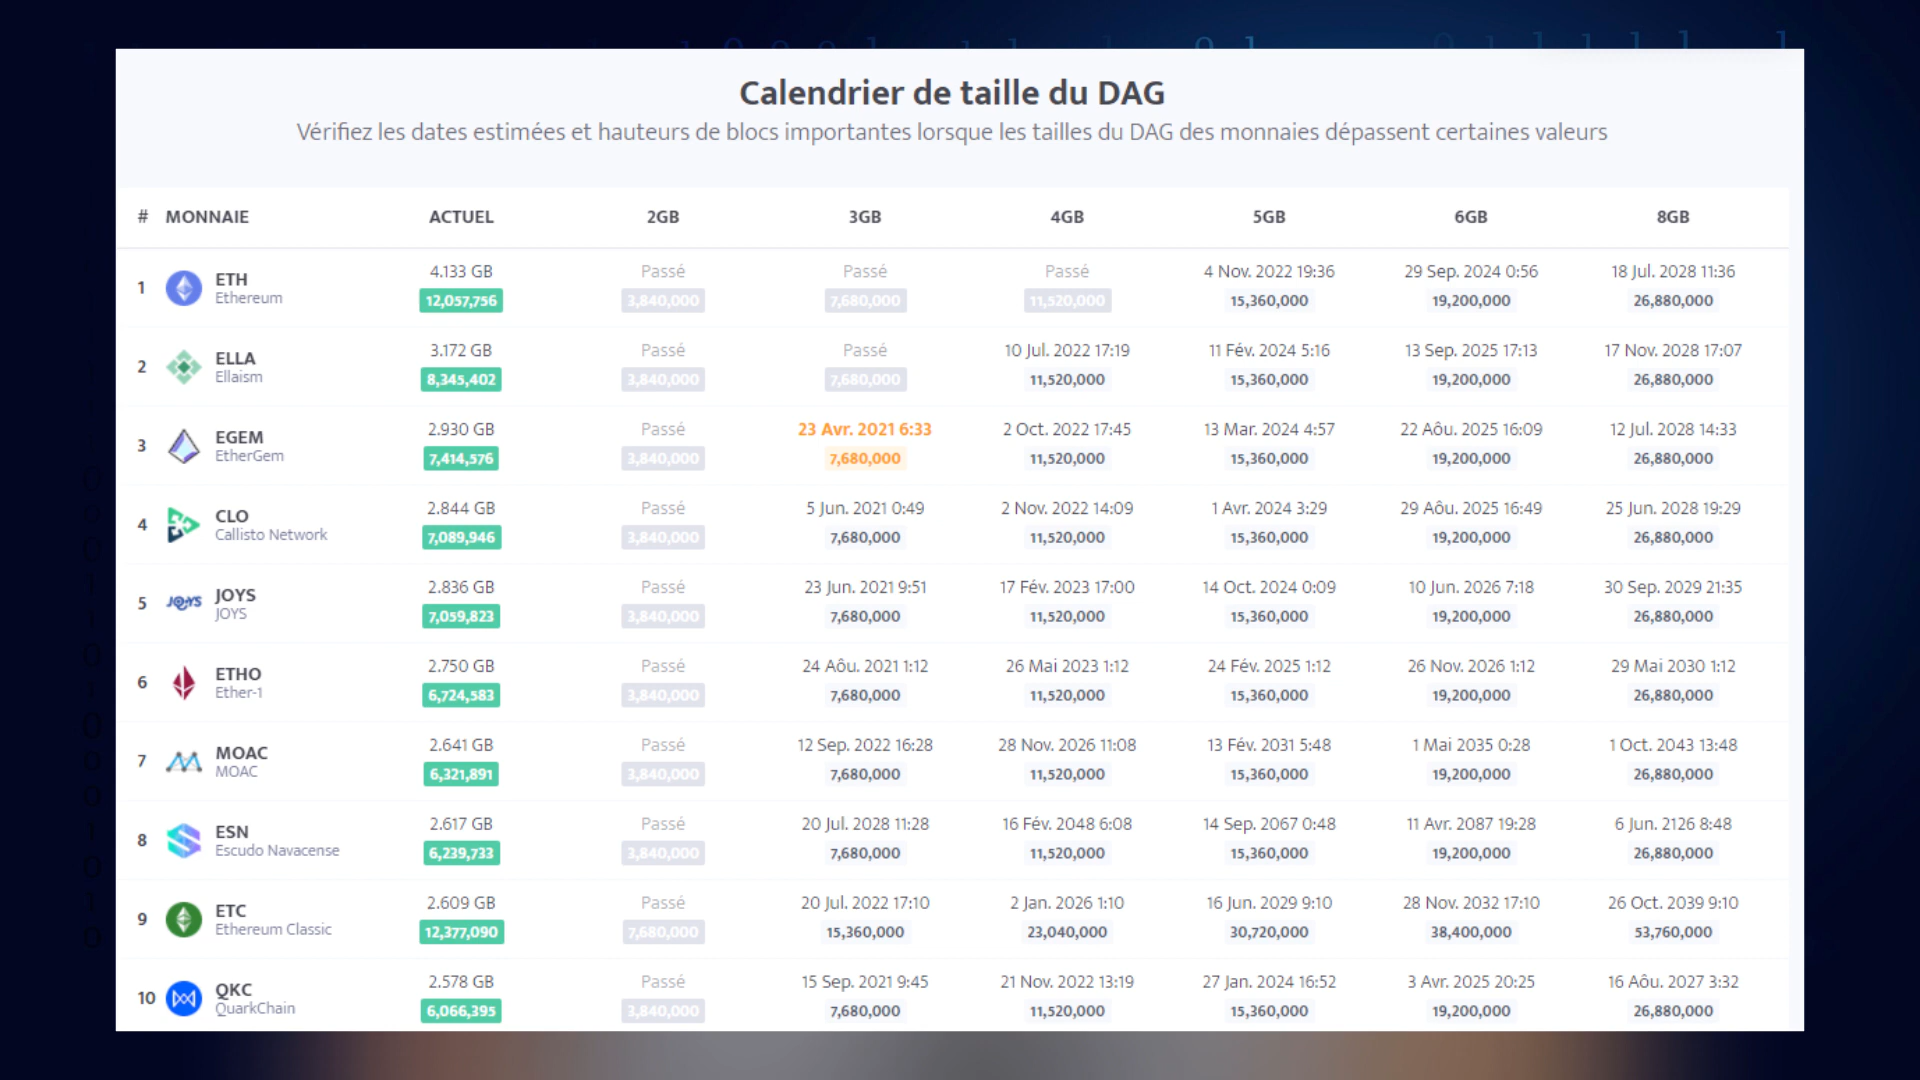 Calendrier de taille du DAG
Vérifiez les dates estimées et hauteurs de blocs importantes lorsque les tailles du DAG des monnaies dépassent certaines valeurs
# MONNAIE ACTUEL 2GB 3GB 4GB 5GB 6GB 8GB
1 ETH 4.133 GB Passé Passé Passé 4 Nov. 2022 19:36 29 Sep. 2024 0:56 18 Jul. 2028 11:36
Ethereum 12,057,756 3,840,000 7,680,000 11,520,000 15,360,000 19,200,000 26,880,000
2 ELLA 3.172 GB Passé Passé 10 Jul. 2022 17:19 11 Fév. 2024 5:16 13 Sep. 2025 17:13 17 Nov. 2028 17:07
Ellaism 8,345,402 3,840,000 7,680,000 11,520,000 15,360,000 19,200,000 26,880,000
3 EGEM 2.930 GB Passé 23 Avr. 2021 6:33 2 Oct. 2022 17:45 13 Mar. 2024 4:57 22 Aôu. 2025 16:09 12 Jul. 2028 14:33
EtherGem 7,414,576 3,840,000 7,680,000 11,520,000 15,360,000 19,200,000 26,880,000
4 CLO 2.844 GB Passé 5 Jun. 2021 0:49 2 Nov. 2022 14:09 1 Avr. 2024 3:29 29 Aôu. 2025 16:49 25 Jun. 2028 19:29
Callisto Network 7,089,946 3,840,000 7,680,000 11,520,000 15,360,000 19,200,000 26,880,000
5 JOYS JOYS 2.836 GB Passé 23 Jun. 2021 9:51 17 Fév. 2023 17:00 14 Oct. 2024 0:09 10 Jun. 2026 7:18 30 Sep. 2029 21:35
JOYS 7,059,823 3,840,000 7,680,000 11,520,000 15,360,000 19,200,000 26,880,000
6 ETHO 2.750 GB Passé 24 Aôu. 2021 1:12 26 Mai 2023 1:12 24 Fév. 2025 1:12 26 Nov. 2026 1:12 29 Mai 2030 1:12
Ether-1 6,724,583 3,840,000 7,680,000 11,520,000 15,360,000 19,200,000 26,880,000
7 MOAC 2.641 GB Passé 12 Sep. 2022 16:28 28 Nov. 2026 11:08 13 Fév. 2031 5:48 1 Mai 2035 0:28 1 Oct. 2043 13:48
MOAC 6,321,891 3,840,000 7,680,000 11,520,000 15,360,000 19,200,000 26,880,000
8 ESN 2.617 GB Passé 20 Jul. 2028 11:28 16 Fév. 2048 6:08 14 Sep. 2067 0:48 11 Avr. 2087 19:28 6 Jun. 2126 8:48
Escudo Navacense 6,239,733 3,840,000 7,680,000 11,520,000 15,360,000 19,200,000 26,880,000
9 ETC 2.609 GB Passé 20 Jul. 2022 17:10 2 Jan. 2026 1:10 16 Jun. 2029 9:10 28 Nov. 2032 17:10 26 Oct. 2039 9:10
Ethereum Classic 12,377,090 7,680,000 15,360,000 23,040,000 30,720,000 38,400,000 53,760,000
10 QKC 2.578 GB Passé 15 Sep. 2021 9:45 21 Nov. 2022 13:19 27 Jan. 2024 16:52 3 Avr. 2025 20:25 16 Aôu. 2027 3:32
QuarkChain 6,066,395 3,840,000 7,680,000 11,520,000 15,360,000 19,200,000 26,880,000